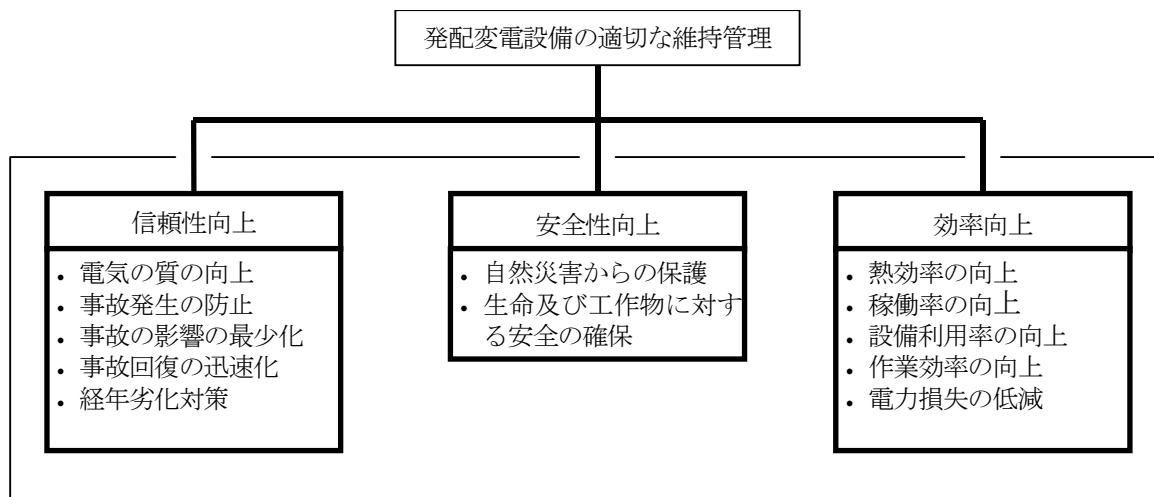 発配変電設備の適切な維持管理
信頼性向上
・電気の質の向上
・事故発生の防止
・事故の影響の最少化
・事故回復の迅速化
・経年劣化対策
安全性向上
・自然災害からの保護
・生命及び工作物に対す
る安全の確保
効率向上
・熱効率の向上
・稼働率の向上
・設備利用率の向上
・作業効率の向上
・電力損失の低減